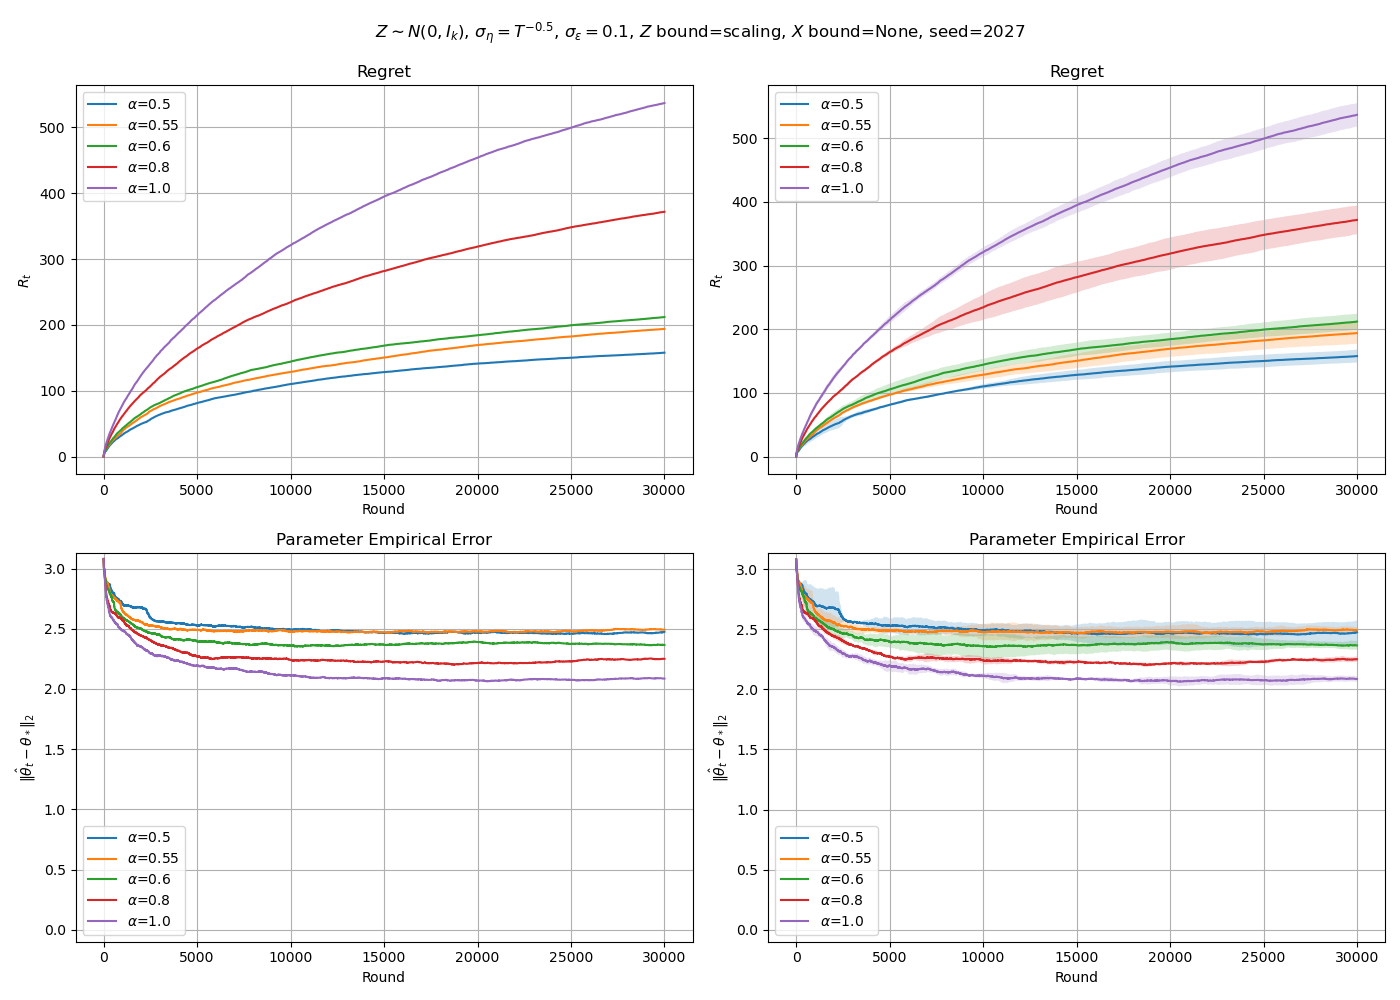 Z ∼ N(0, I_k), σ_η = T^{−0.5}, σ_ε = 0.1, Z bound=scaling, X bound=None, seed=2027
Regret
α=0.5
α=0.55
α=0.6
α=0.8
α=1.0
500
400
300
200
100
0
R_t
0 5000 10000 15000 20000 25000 30000
Round
Regret
α=0.5
α=0.55
α=0.6
α=0.8
α=1.0
500
400
300
200
100
0
R_t
0 5000 10000 15000 20000 25000 30000
Round
Parameter Empirical Error
3.0
2.5
2.0
1.5
1.0
0.5
0.0
‖θ̂_t − θ_*‖_2
α=0.5
α=0.55
α=0.6
α=0.8
α=1.0
0 5000 10000 15000 20000 25000 30000
Round
Parameter Empirical Error
3.0
2.5
2.0
1.5
1.0
0.5
0.0
‖θ̂_t − θ_*‖_2
α=0.5
α=0.55
α=0.6
α=0.8
α=1.0
0 5000 10000 15000 20000 25000 30000
Round